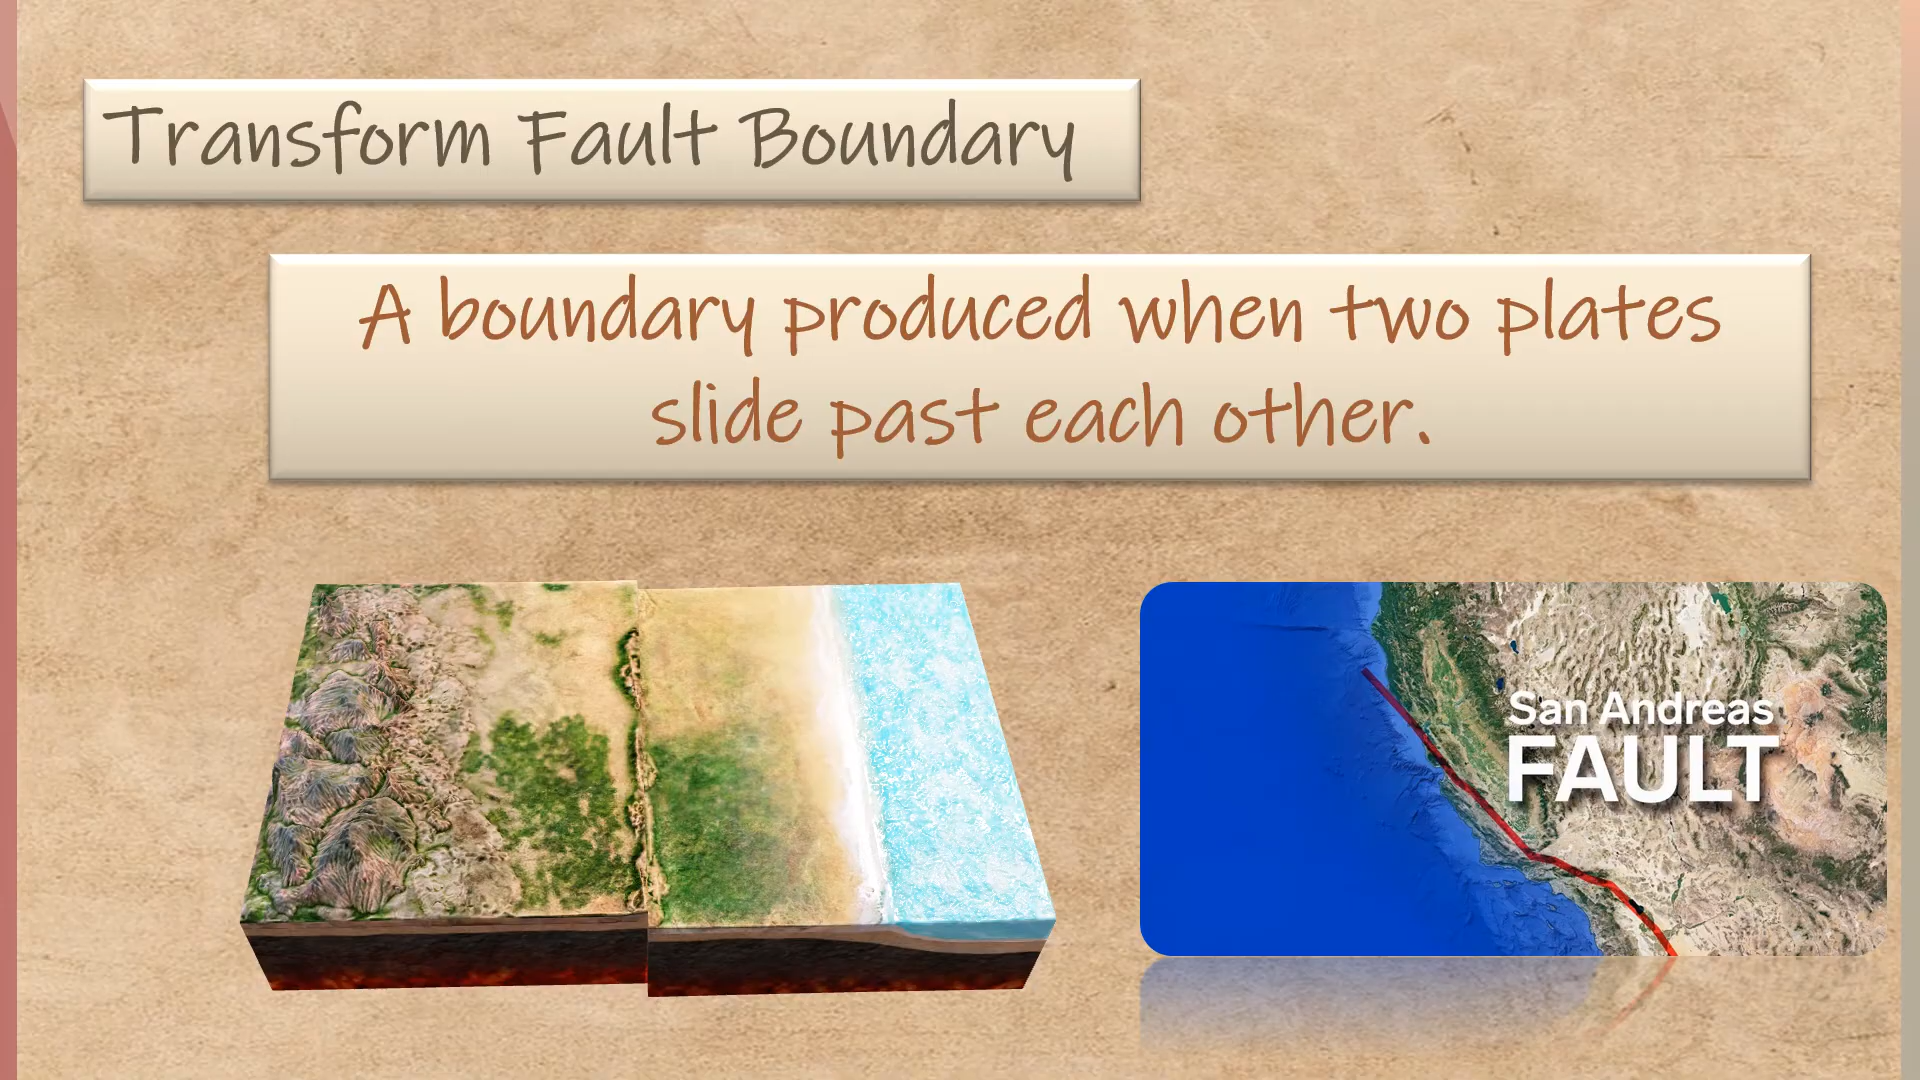 Transform Fault Boundary
A boundary produced when two plates
slide past each other.
San Andreas
FAULT